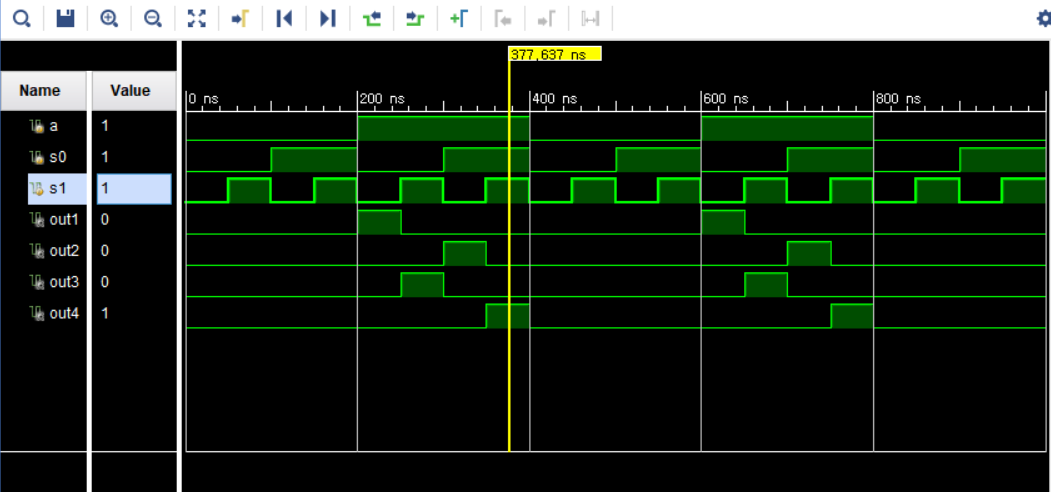 377,637 ns
Name Value
0 ns 200 ns 400 ns 600 ns 800 ns
a 1
s0 1
s1 1
out1 0
out2 0
out3 0
out4 1